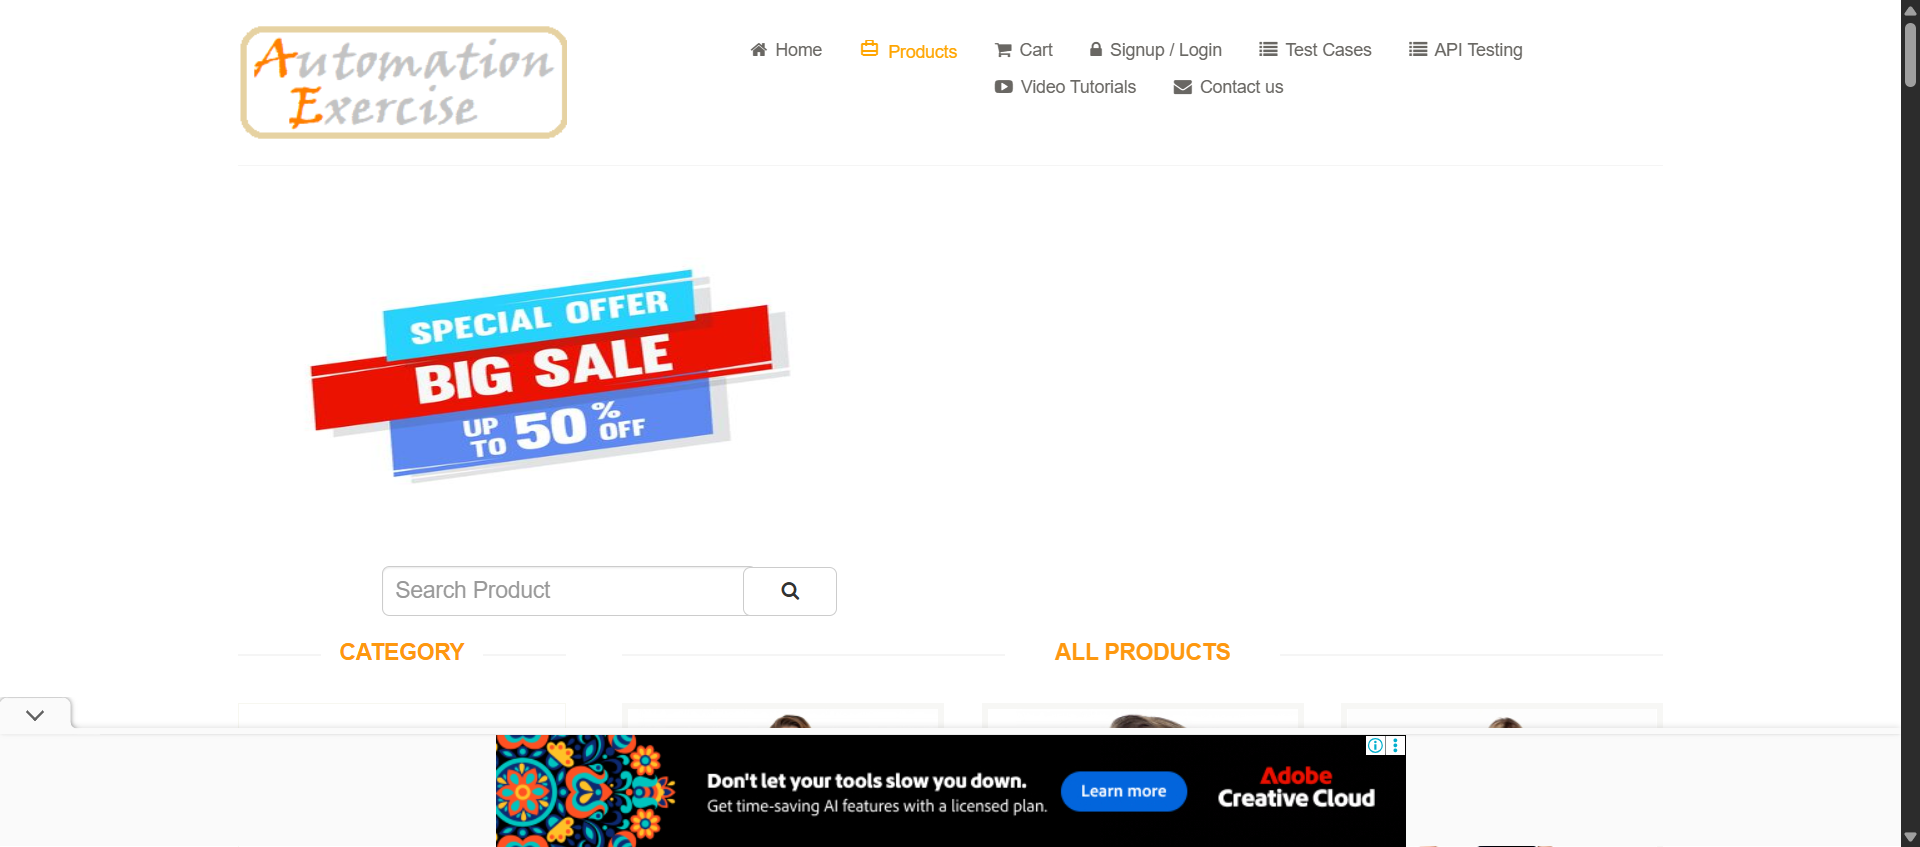 Automation
Exercise
Home
Products
Cart
Signup / Login
Test Cases
API Testing
Video Tutorials
Contact us
SPECIAL OFFER
BIG SALE
UP TO 50% OFF
Search Product
CATEGORY
ALL PRODUCTS
Don't let your tools slow you down.
Get time-saving AI features with a licensed plan.
Learn more
Adobe
Creative Cloud